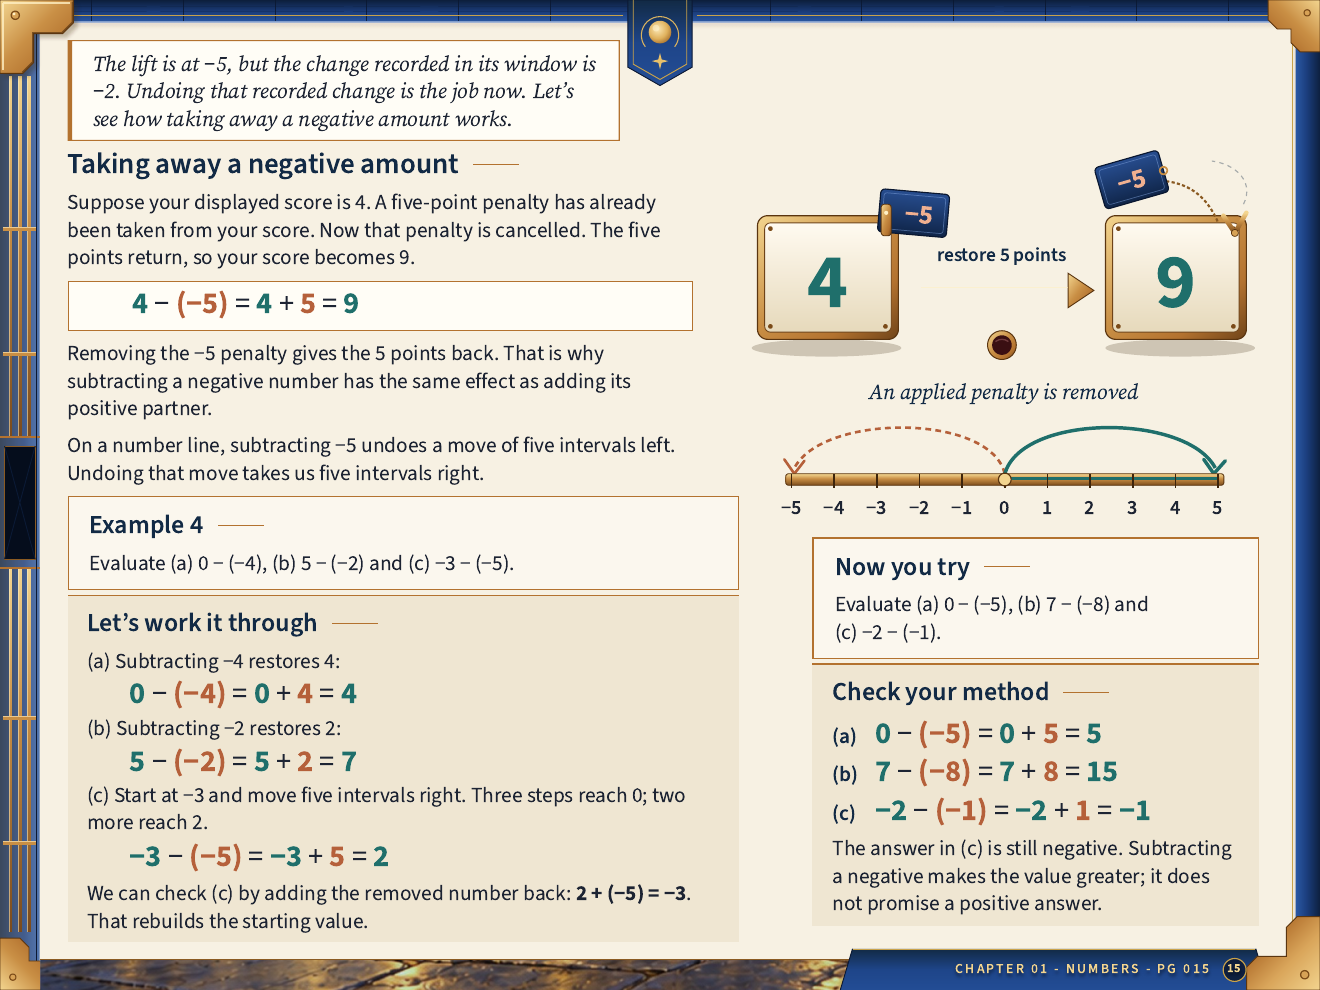 The lift is at −5, but the change recorded in its window is
−2. Undoing that recorded change is the job now. Let’s
see how taking away a negative amount works.
Taking away a negative amount
Suppose your displayed score is 4. A five-point penalty has already
been taken from your score. Now that penalty is cancelled. The five
points return, so your score becomes 9.
4 − (−5) = 4 + 5 = 9
Removing the −5 penalty gives the 5 points back. That is why
subtracting a negative number has the same effect as adding its
positive partner.
On a number line, subtracting −5 undoes a move of five intervals left.
Undoing that move takes us five intervals right.
Example 4
Evaluate (a) 0 − (−4), (b) 5 − (−2) and (c) −3 − (−5).
Let’s work it through
(a) Subtracting −4 restores 4:
0 − (−4) = 0 + 4 = 4
(b) Subtracting −2 restores 2:
5 − (−2) = 5 + 2 = 7
(c) Start at −3 and move five intervals right. Three steps reach 0; two
more reach 2.
−3 − (−5) = −3 + 5 = 2
We can check (c) by adding the removed number back: 2 + (−5) = −3.
That rebuilds the starting value.
−5
−5
4
restore 5 points
9
An applied penalty is removed
−5 −4 −3 −2 −1 0 1 2 3 4 5
Now you try
Evaluate (a) 0 − (−5), (b) 7 − (−8) and
(c) −2 − (−1).
Check your method
(a) 0 − (−5) = 0 + 5 = 5
(b) 7 − (−8) = 7 + 8 = 15
(c) −2 − (−1) = −2 + 1 = −1
The answer in (c) is still negative. Subtracting
a negative makes the value greater; it does
not promise a positive answer.
CHAPTER 01 - NUMBERS - PG 015 15